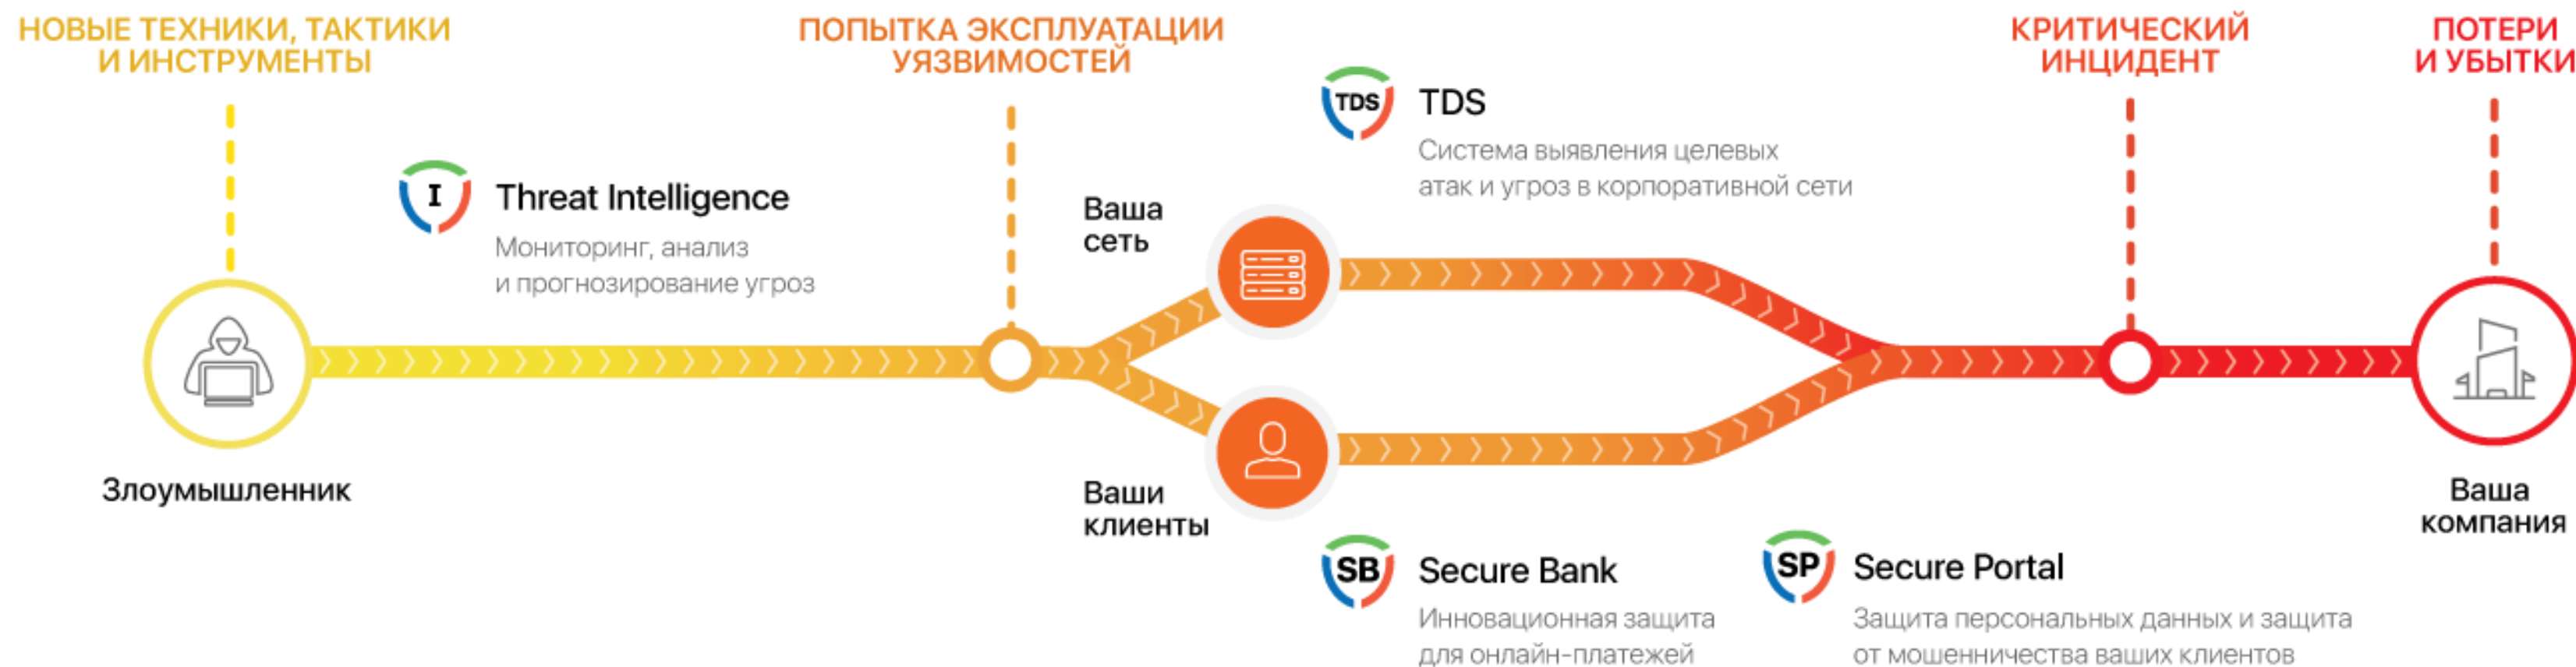 НОВЫЕ ТЕХНИКИ, ТАКТИКИ
И ИНСТРУМЕНТЫ
ПОПЫТКА ЭКСПЛУАТАЦИИ
УЯЗВИМОСТЕЙ
КРИТИЧЕСКИЙ
ИНЦИДЕНТ
ПОТЕРИ
И УБЫТКИ
TDS
TDS
Система выявления целевых
атак и угроз в корпоративной сети
I
Threat Intelligence
Мониторинг, анализ
и прогнозирование угроз
Ваша
сеть
Злоумышленник
Ваши
клиенты
Ваша
компания
SB
Secure Bank
Инновационная защита
для онлайн-платежей
SP
Secure Portal
Защита персональных данных и защита
от мошенничества ваших клиентов